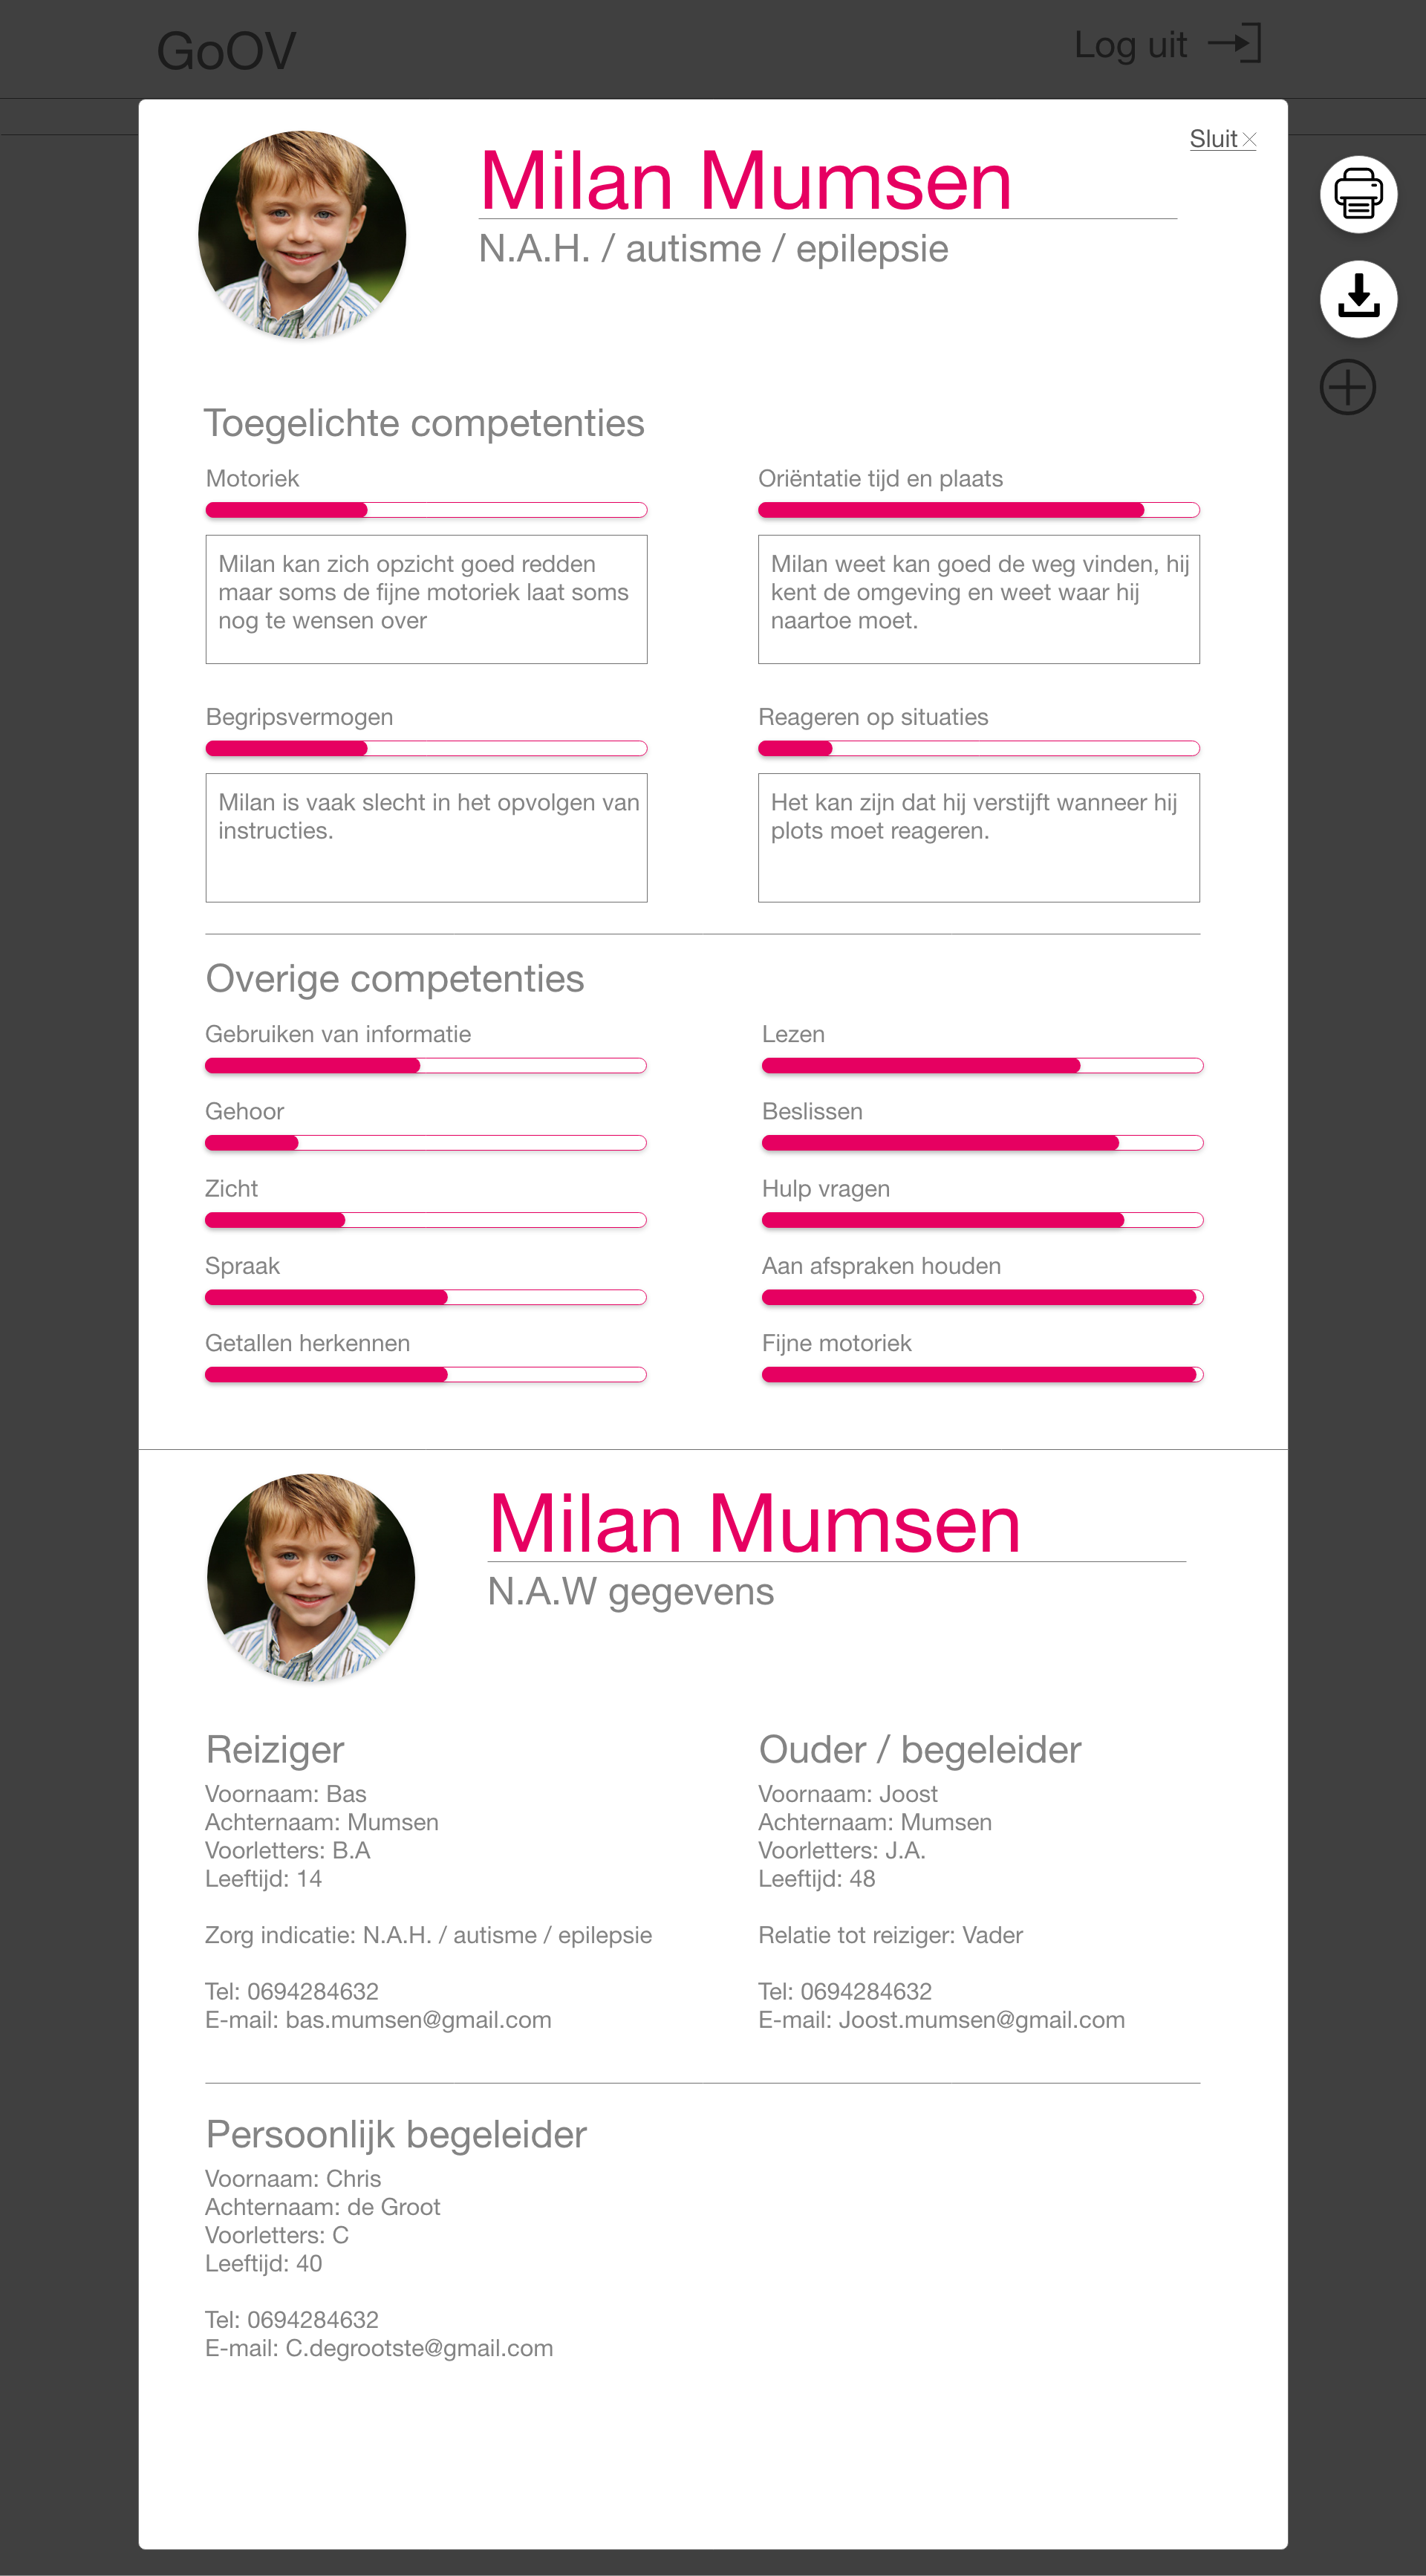 GoOV
Log uit
Sluit
Milan Mumsen
N.A.H. / autisme / epilepsie
Toegelichte competenties
Motoriek
Milan kan zich opzicht goed redden
maar soms de fijne motoriek laat soms
nog te wensen over
Oriëntatie tijd en plaats
Milan weet kan goed de weg vinden, hij
kent de omgeving en weet waar hij
naartoe moet.
Begripsvermogen
Milan is vaak slecht in het opvolgen van
instructies.
Reageren op situaties
Het kan zijn dat hij verstijft wanneer hij
plots moet reageren.
Overige competenties
Gebruiken van informatie
Gehoor
Zicht
Spraak
Getallen herkennen
Lezen
Beslissen
Hulp vragen
Aan afspraken houden
Fijne motoriek
Milan Mumsen
N.A.W gegevens
Reiziger
Voornaam: Bas
Achternaam: Mumsen
Voorletters: B.A
Leeftijd: 14
Zorg indicatie: N.A.H. / autisme / epilepsie
Tel: 0694284632
E-mail: bas.mumsen@gmail.com
Ouder / begeleider
Voornaam: Joost
Achternaam: Mumsen
Voorletters: J.A.
Leeftijd: 48
Relatie tot reiziger: Vader
Tel: 0694284632
E-mail: Joost.mumsen@gmail.com
Persoonlijk begeleider
Voornaam: Chris
Achternaam: de Groot
Voorletters: C
Leeftijd: 40
Tel: 0694284632
E-mail: C.degrootste@gmail.com